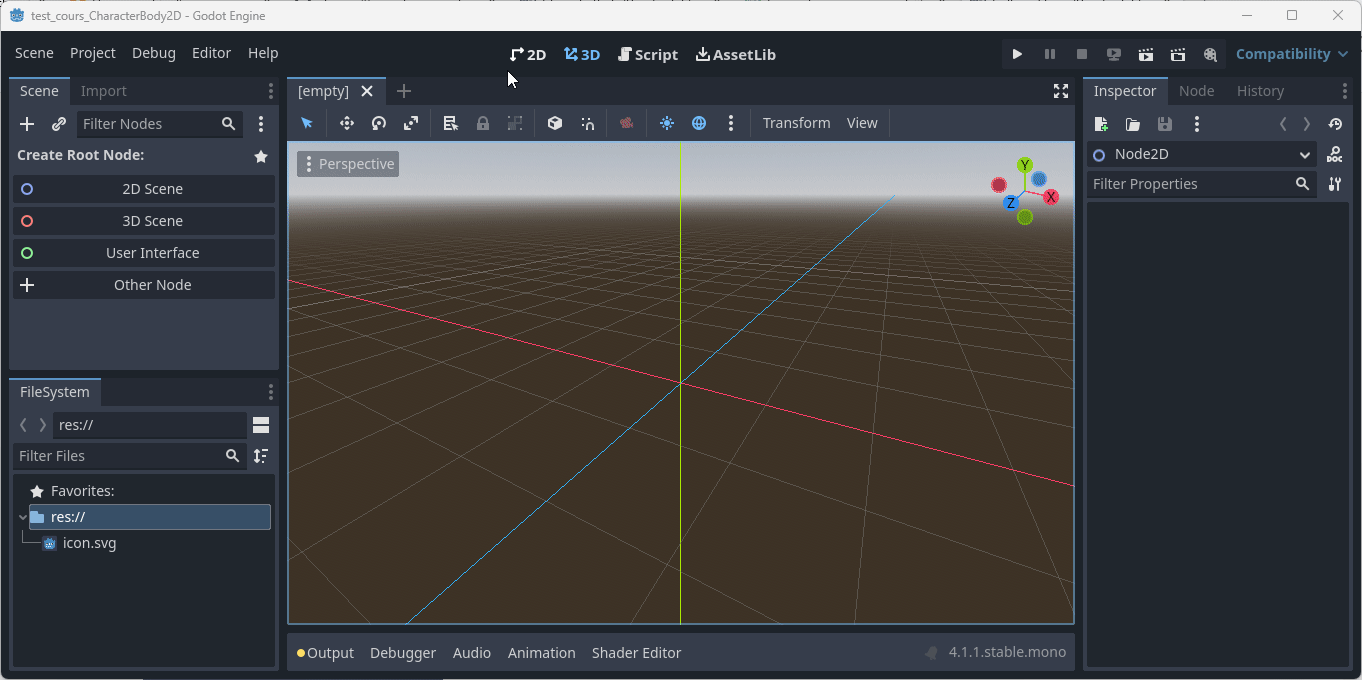 test_cours_CharacterBody2D - Godot Engine
Scene Project Debug Editor Help 2D 3D Script AssetLib Compatibility
Scene Import [empty] Inspector Node History
Filter Nodes Transform View
Create Root Node:
Perspective
Y
X
Z
Node2D
DOC
Filter Properties
2D Scene
3D Scene
User Interface
Other Node
FileSystem
res://
Filter Files
Favorites:
res://
icon.svg
Output Debugger Audio Animation Shader Editor 4.1.1.stable.mono